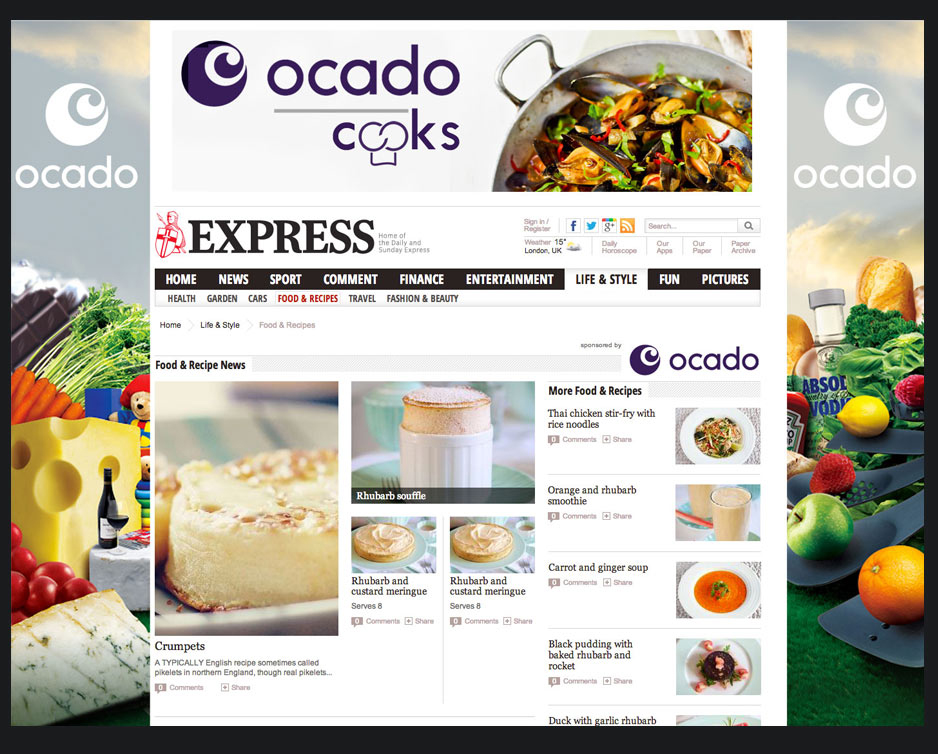 ocado
cooks
ocado
ocado
EXPRESS
Home of
the Daily and
Sunday Express
Sign in /
Register
f
g+
Search...
Weather 15°
London, UK
Daily
Horoscope
Our
Apps
Our
Paper
Paper
Archive
HOME NEWS SPORT COMMENT FINANCE ENTERTAINMENT LIFE & STYLE FUN PICTURES
HEALTH GARDEN CARS FOOD & RECIPES TRAVEL FASHION & BEAUTY
Home Life & Style Food & Recipes
sponsored by
ocado
Food & Recipe News
Rhubarb souffle
Rhubarb and
custard meringue
Serves 8
0 Comments + Share
Rhubarb and
custard meringue
Serves 8
0 Comments + Share
Crumpets
A TYPICALLY English recipe sometimes called
pikelets in northern England, though real pikelets...
0 Comments + Share
More Food & Recipes
Thai chicken stir-fry with
rice noodles
0 Comments + Share
Orange and rhubarb
smoothie
0 Comments + Share
Carrot and ginger soup
0 Comments + Share
Black pudding with
baked rhubarb and
rocket
0 Comments + Share
Duck with garlic rhubarb
ABSOL
VODK